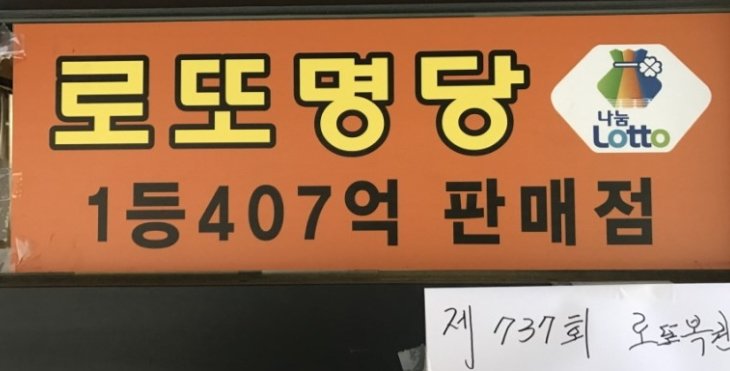 로또명당
나눔
Lotto
1등407억 판매점
제 737회 로또복권